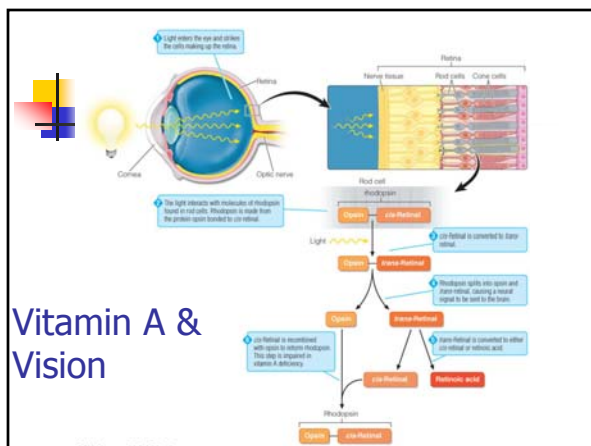 1 Light enters the eye and strikes
the cells making up the retina.
Retina
Cornea
Optic nerve
Retina
Nerve tissue
Rod cells
Cone cells
Rod cell
rhodopsin
2 The light interacts with molecules of rhodopsin
found in rod cells. Rhodopsin is made from
the protein opsin bonded to cis-retinal.
Opsin
cis-Retinal
Light
3 cis-Retinal is converted to trans-
retinal.
Opsin
trans-Retinal
4 Rhodopsin splits into opsin and
trans-retinal, causing a neural
signal to be sent to the brain.
Vitamin A &
Vision
Opsin
trans-Retinal
6 cis-Retinal is recombined
with opsin to reform rhodopsin.
This step is impaired in
vitamin A deficiency.
5 trans-Retinal is converted to either
cis-retinal or retinoic acid.
cis-Retinal
Retinoic acid
Rhodopsin
Opsin
cis-Retinal